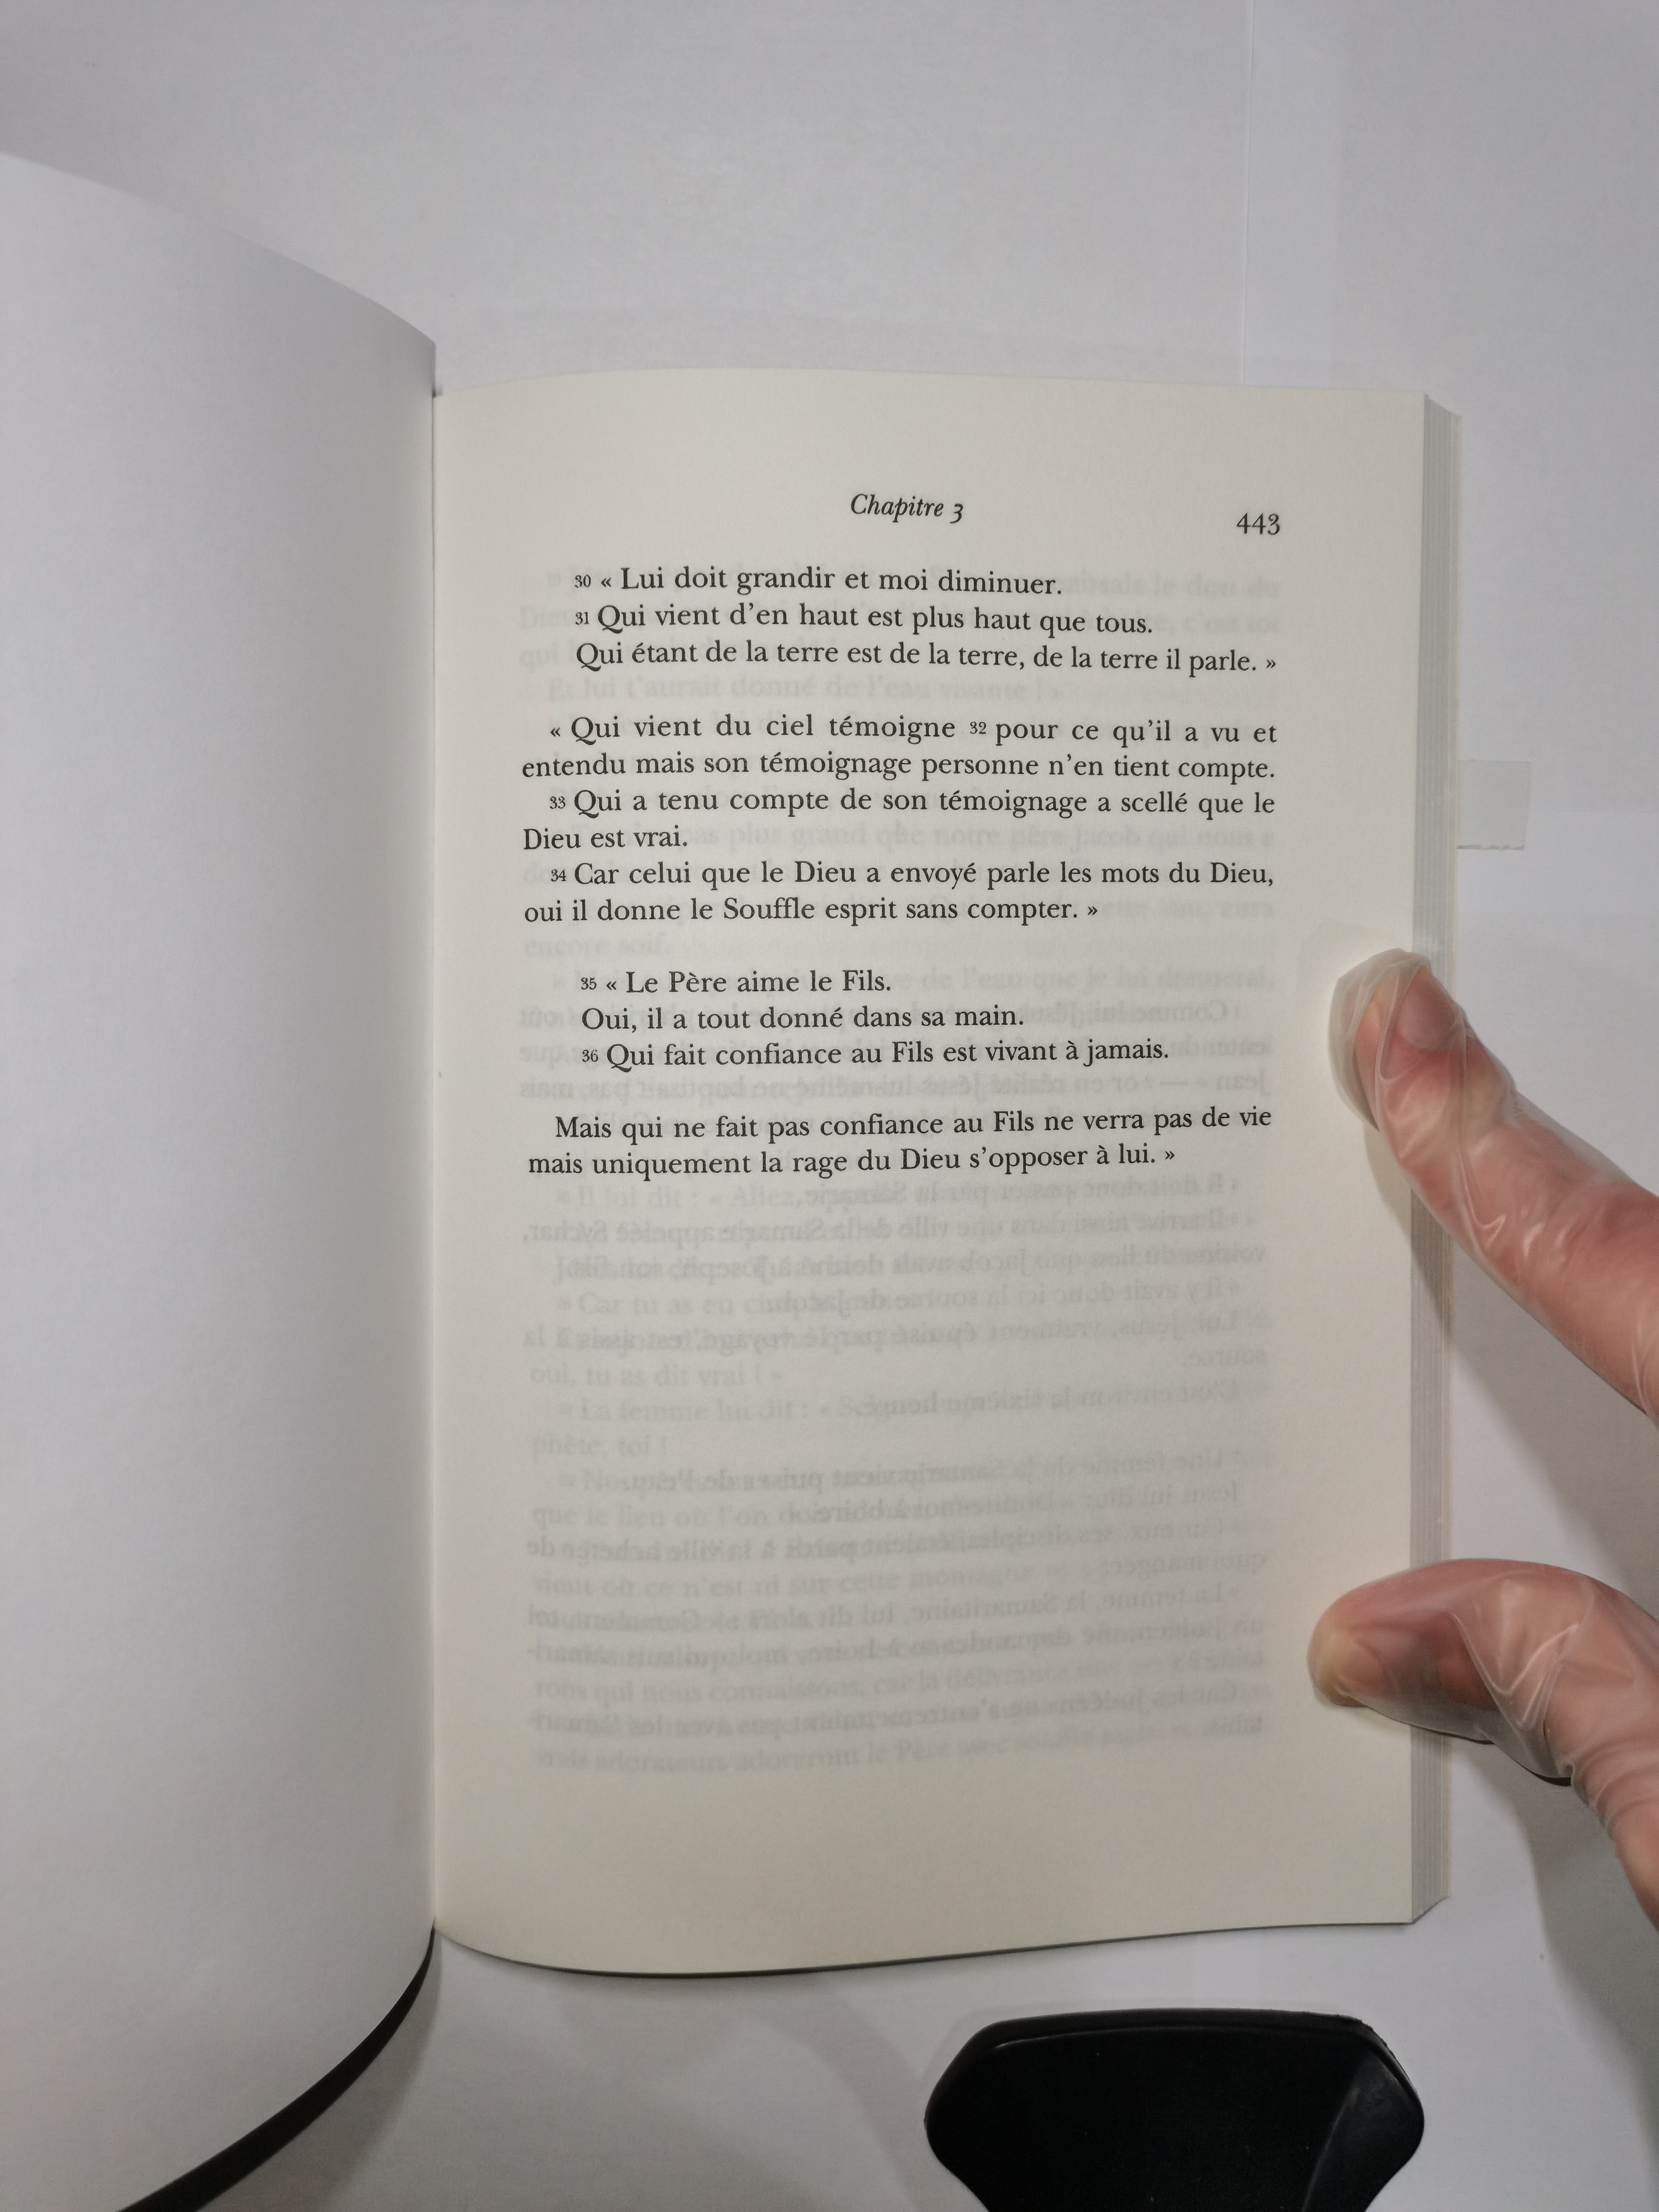 Chapitre 3
443
30 « Lui doit grandir et moi diminuer.
31 Qui vient d’en haut est plus haut que tous.
Qui étant de la terre est de la terre, de la terre il parle. »
« Qui vient du ciel témoigne 32 pour ce qu’il a vu et
entendu mais son témoignage personne n’en tient compte.
33 Qui a tenu compte de son témoignage a scellé que le
Dieu est vrai.
34 Car celui que le Dieu a envoyé parle les mots du Dieu,
oui il donne le Souffle esprit sans compter. »
35 « Le Père aime le Fils.
Oui, il a tout donné dans sa main.
36 Qui fait confiance au Fils est vivant à jamais.
Mais qui ne fait pas confiance au Fils ne verra pas de vie
mais uniquement la rage du Dieu s’opposer à lui. »